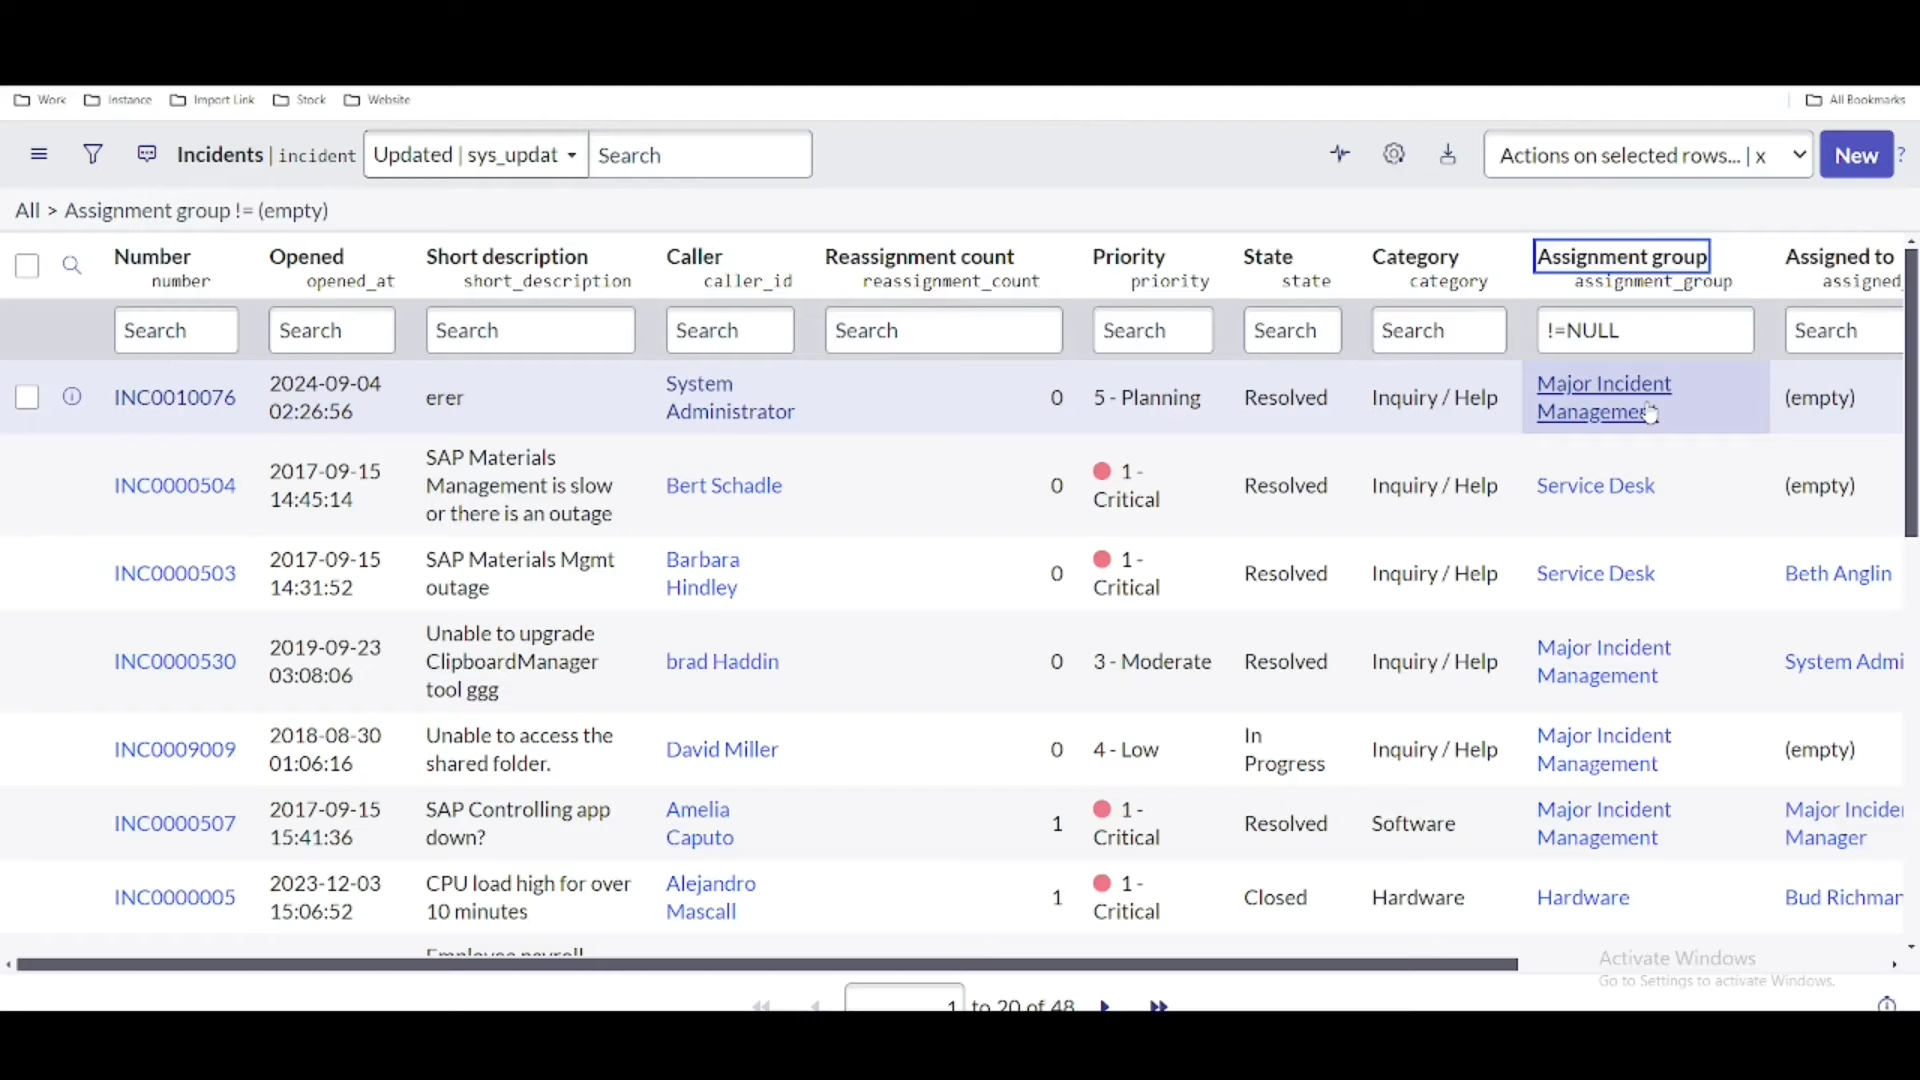 Work Instance Import Link Stock Website All Bookmarks
Incidents | incident Updated | sys_updat Search Actions on selected rows... | x New ?
All > Assignment group != (empty)
Number Opened Short description Caller Reassignment count Priority State Category Assignment group Assigned to
number opened_at short_description caller_id reassignment_count priority state category assignment_group assigned_
Search Search Search Search Search Search Search Search !=NULL Search
INC0010076 2024-09-04 02:26:56 erer System Administrator 0 5 - Planning Resolved Inquiry / Help Major Incident Management (empty)
INC0000504 2017-09-15 14:45:14 SAP Materials Management is slow or there is an outage Bert Schadle 0 1 - Critical Resolved Inquiry / Help Service Desk (empty)
INC0000503 2017-09-15 14:31:52 SAP Materials Mgmt outage Barbara Hindley 0 1 - Critical Resolved Inquiry / Help Service Desk Beth Anglin
INC0000530 2019-09-23 03:08:06 Unable to upgrade ClipboardManager tool ggg brad Haddin 0 3 - Moderate Resolved Inquiry / Help Major Incident Management System Admi
INC0009009 2018-08-30 01:06:16 Unable to access the shared folder. David Miller 0 4 - Low In Progress Inquiry / Help Major Incident Management (empty)
INC0000507 2017-09-15 15:41:36 SAP Controlling app down? Amelia Caputo 1 1 - Critical Resolved Software Major Incident Management Major Incider Manager
INC0000005 2023-12-03 15:06:52 CPU load high for over 10 minutes Alejandro Mascall 1 1 - Critical Closed Hardware Hardware Bud Richman
Employee payroll
Activate Windows
Go to Settings to activate Windows.
1 to 20 of 48